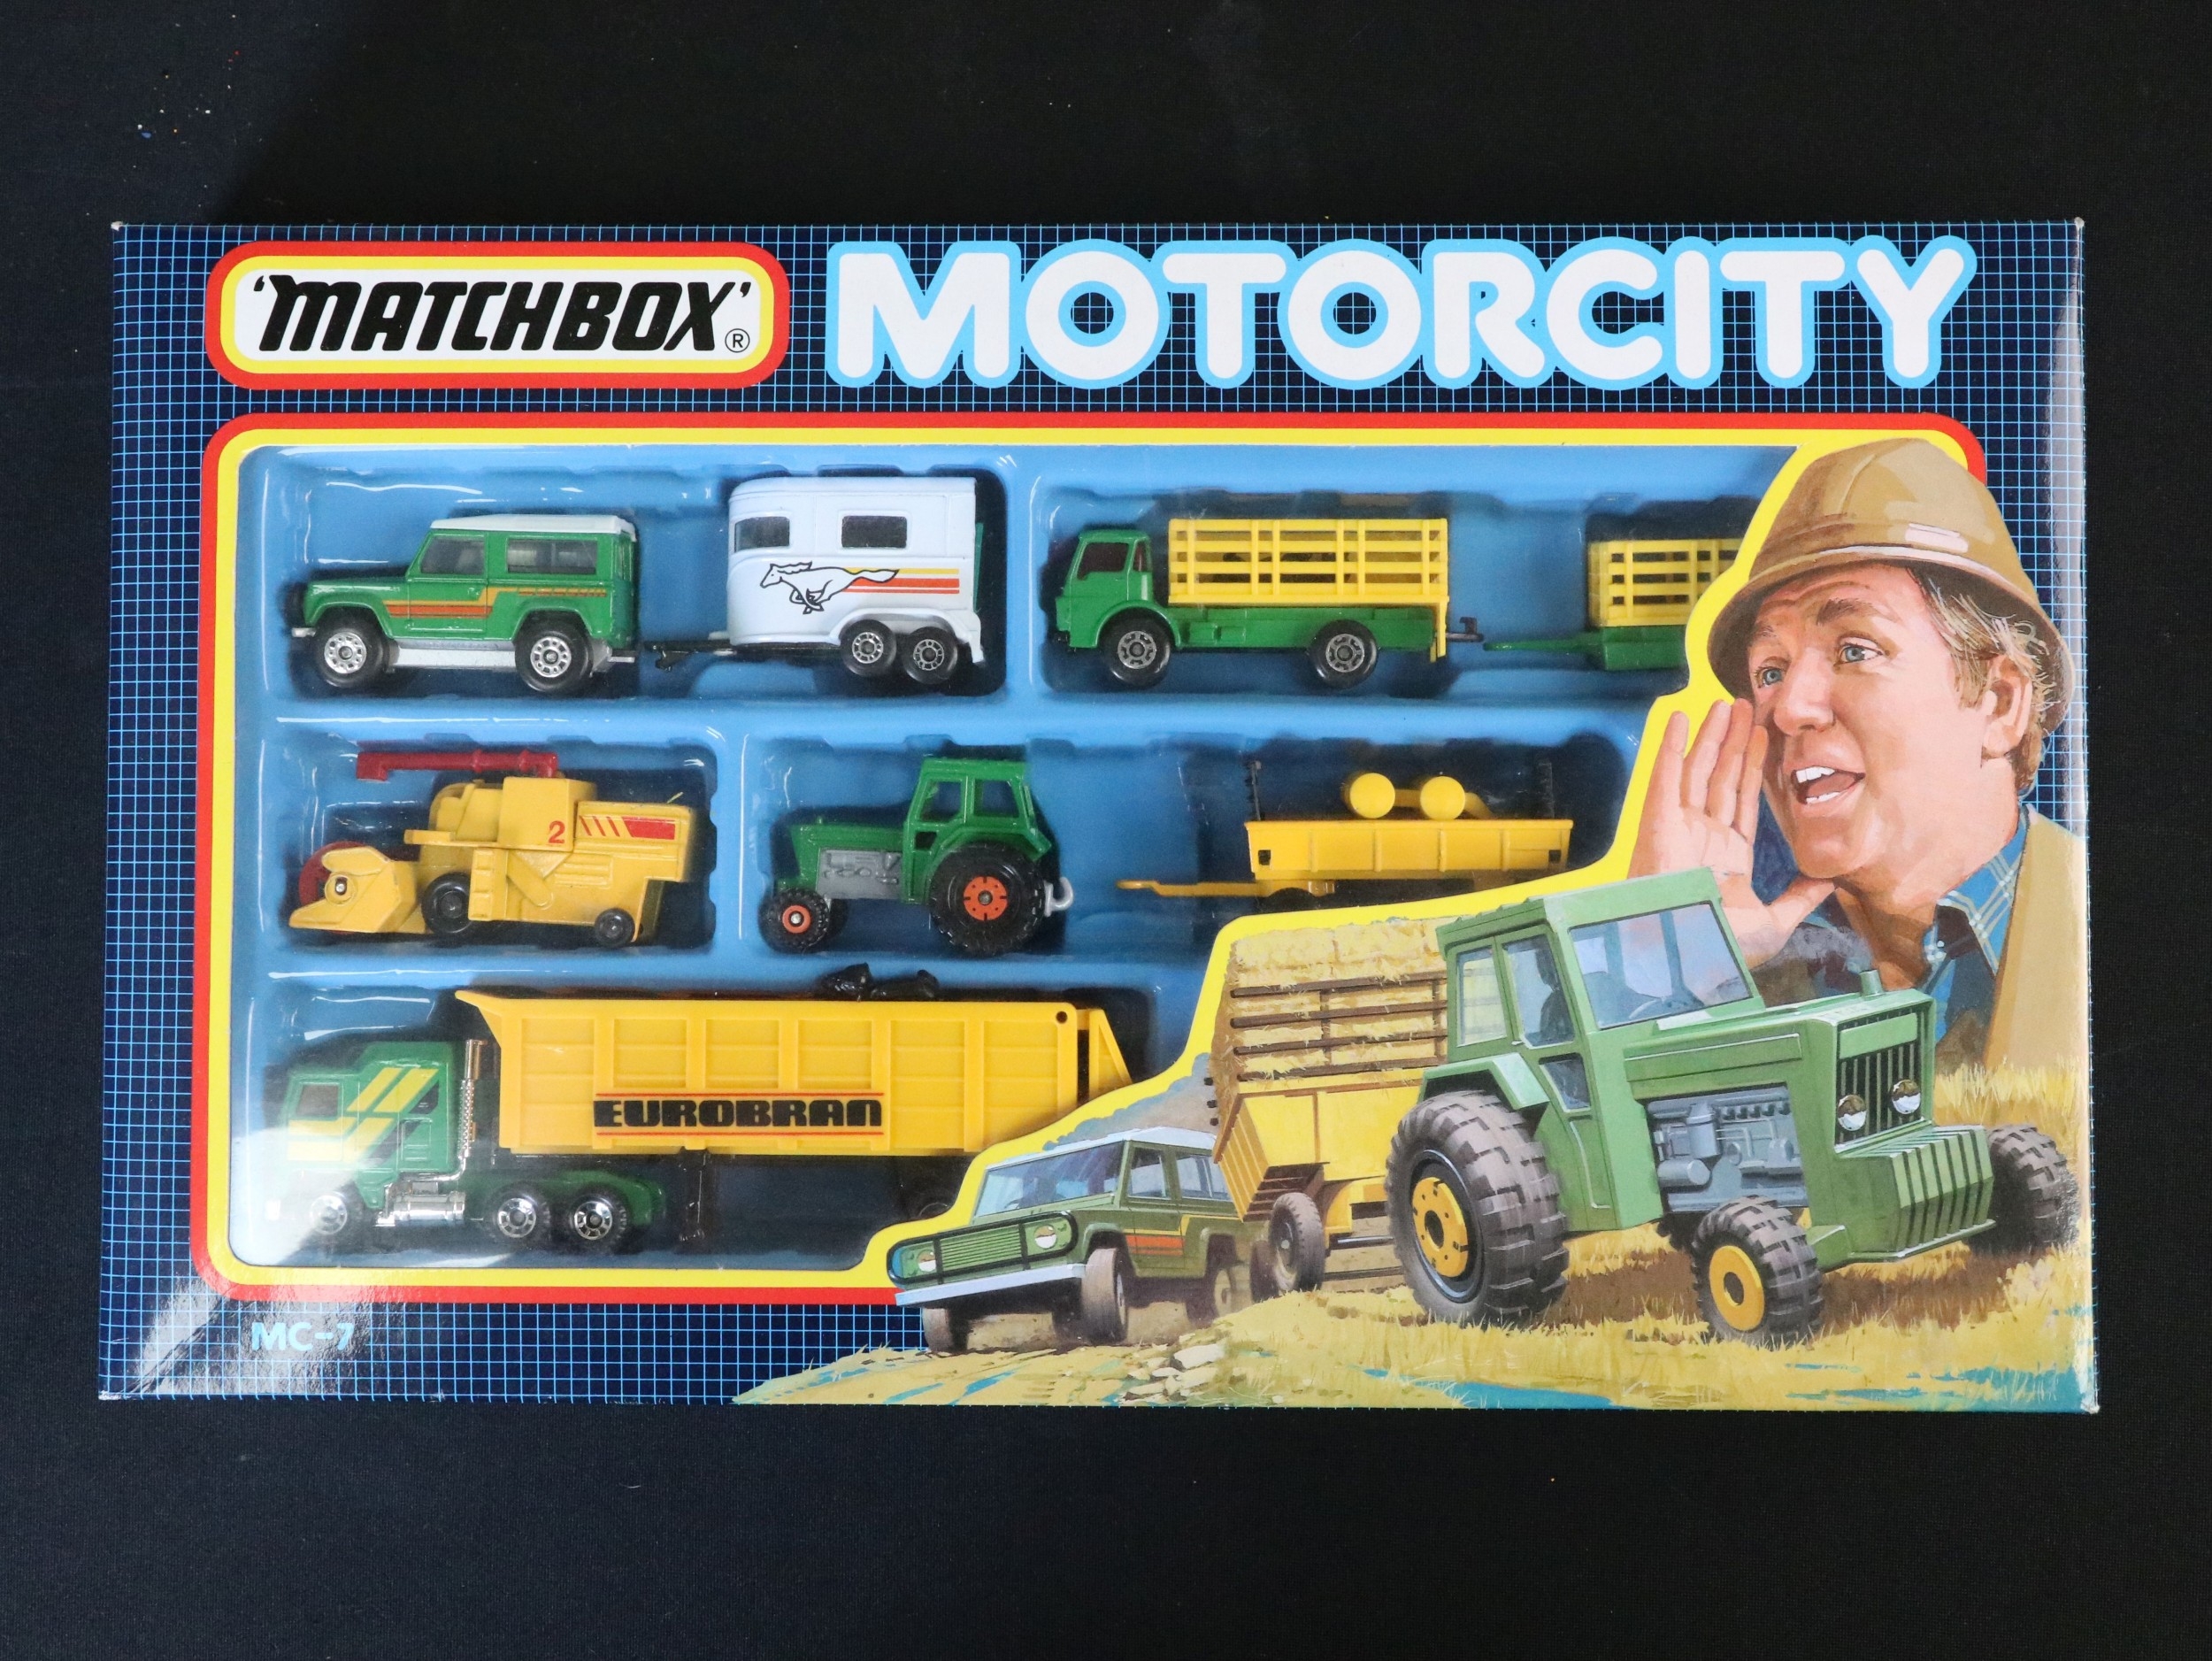 'MATCHBOX'®
MOTORCITY
2
EUROBRAN
MC-7